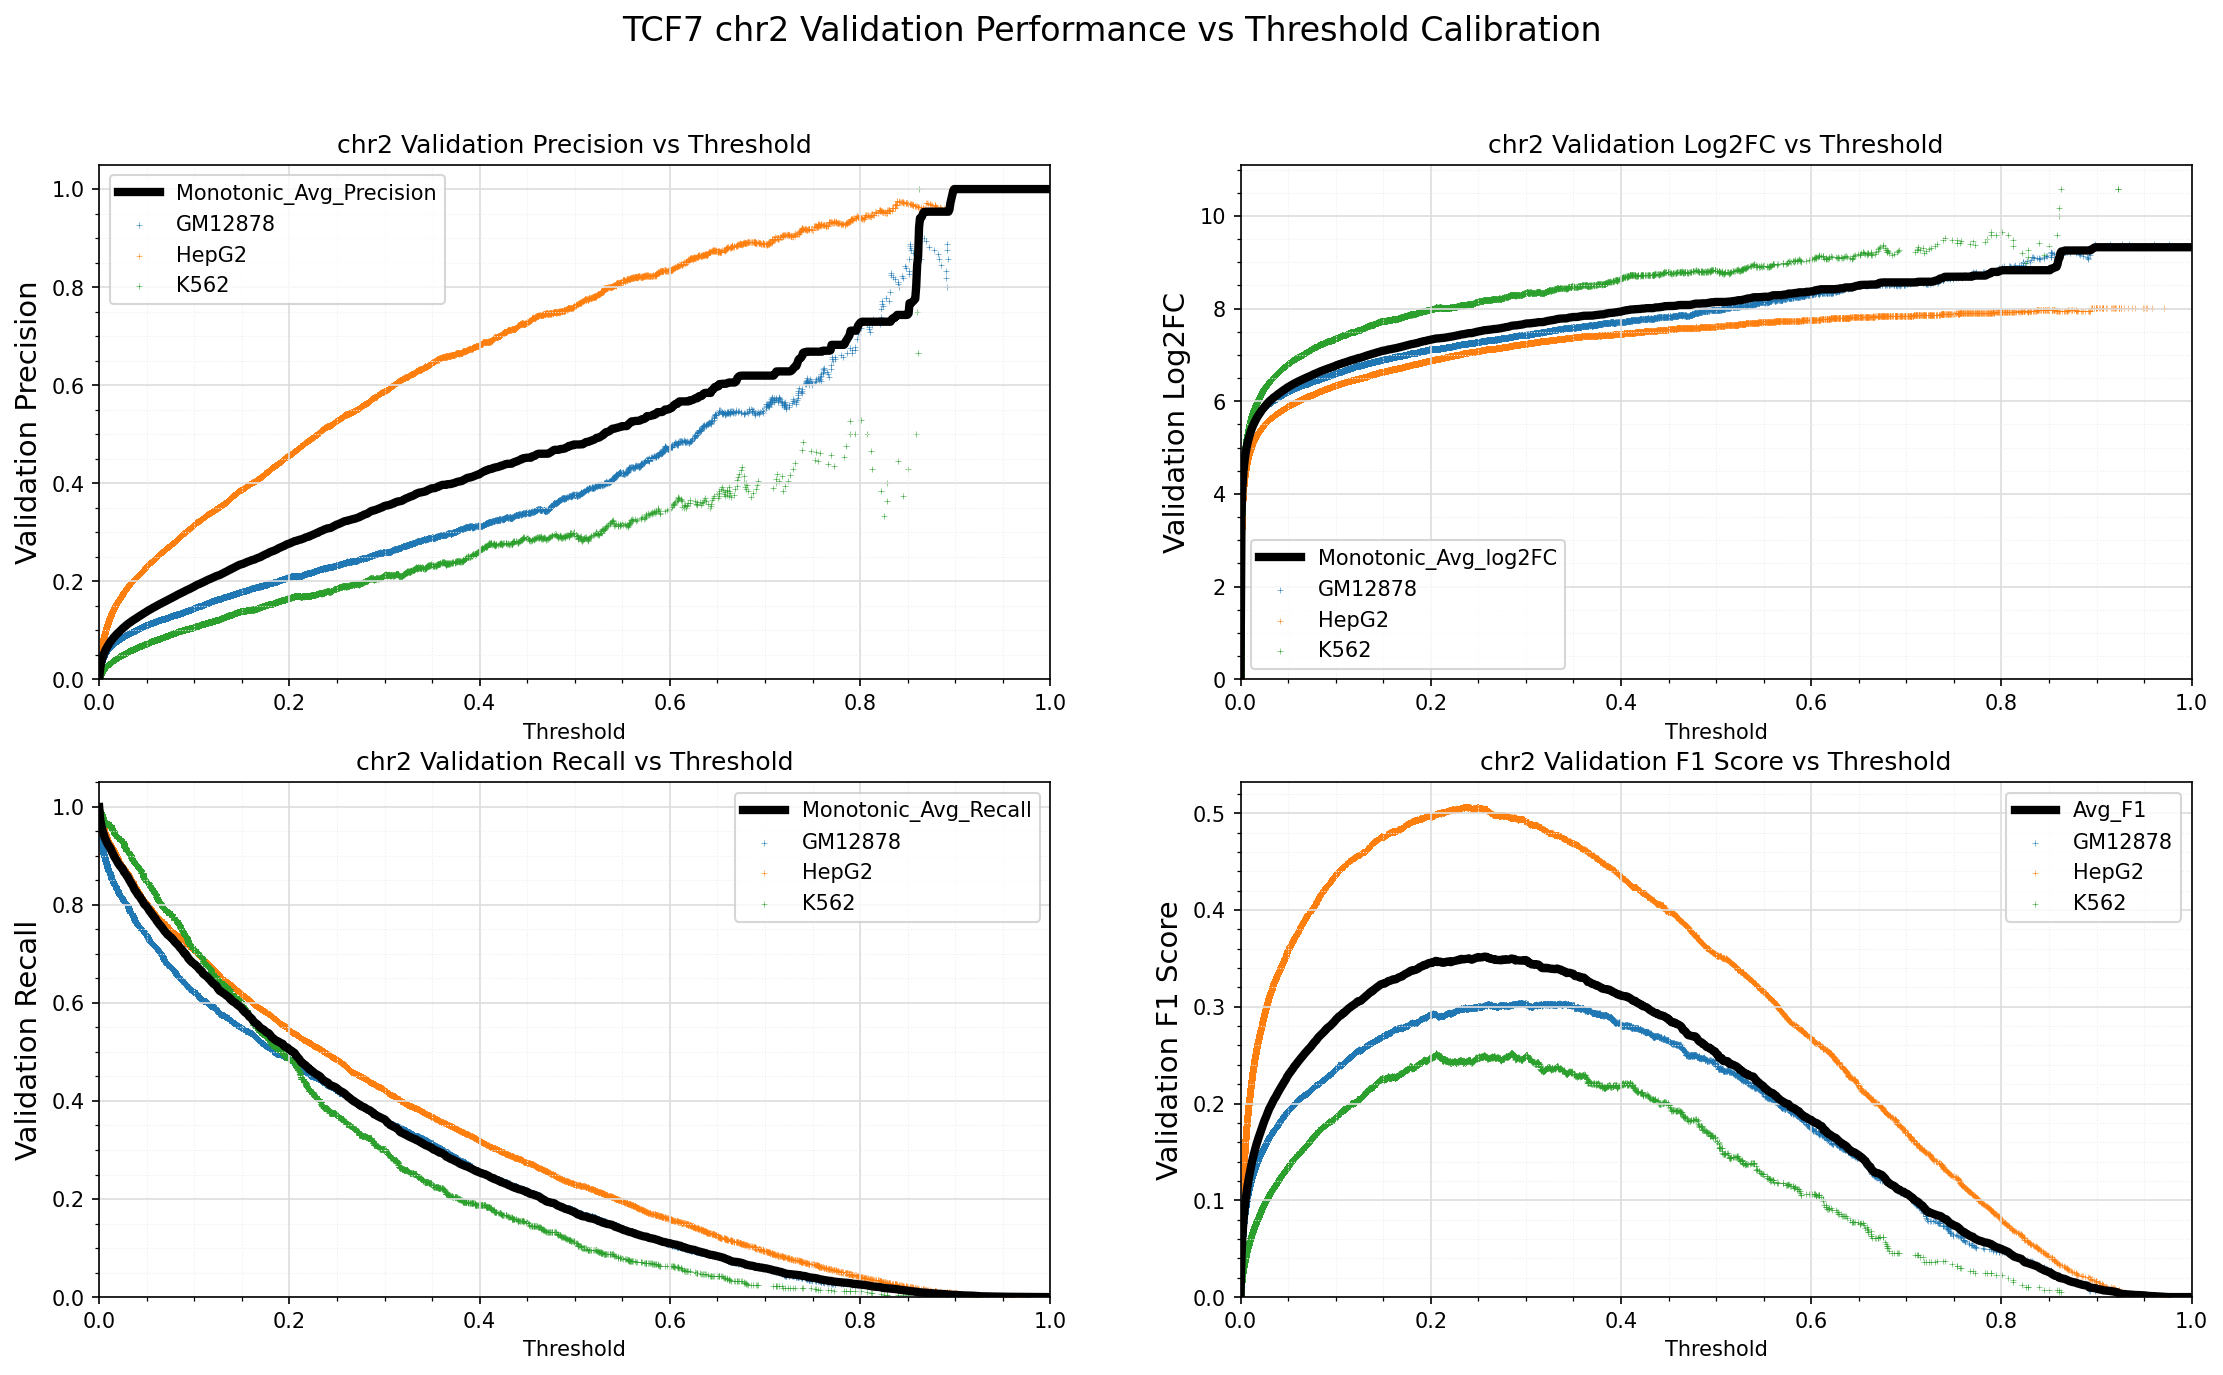 TCF7 chr2 Validation Performance vs Threshold Calibration
chr2 Validation Precision vs Threshold
Validation Precision
1.0
0.8
0.6
0.4
0.2
0.0
Monotonic_Avg_Precision
GM12878
HepG2
K562
0.0 0.2 0.4 0.6 0.8 1.0
Threshold
chr2 Validation Log2FC vs Threshold
Validation Log2FC
10
8
6
4
2
0
Monotonic_Avg_log2FC
GM12878
HepG2
K562
0.0 0.2 0.4 0.6 0.8 1.0
Threshold
chr2 Validation Recall vs Threshold
Validation Recall
1.0
0.8
0.6
0.4
0.2
0.0
Monotonic_Avg_Recall
GM12878
HepG2
K562
0.0 0.2 0.4 0.6 0.8 1.0
Threshold
chr2 Validation F1 Score vs Threshold
Validation F1 Score
0.5
0.4
0.3
0.2
0.1
0.0
Avg_F1
GM12878
HepG2
K562
0.0 0.2 0.4 0.6 0.8 1.0
Threshold